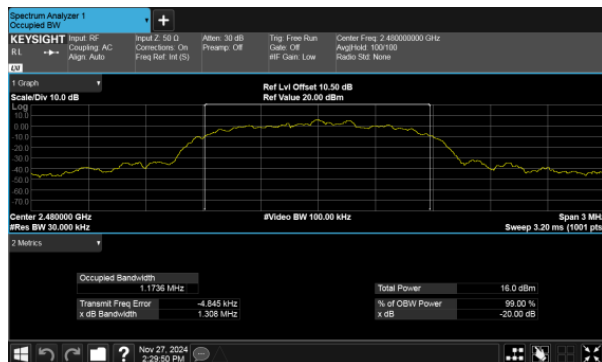 Spectrum Analyzer 1
Occupied BW
KEYSIGHT
RL
Input: RF
Coupling: AC
Align: Auto
Input Z: 50 Ω
Corrections: On
Freq Ref: Int (S)
Atten: 30 dB
Preamp: Off
Trig: Free Run
Gate: Off
#IF Gain: Low
Center Freq: 2.480000000 GHz
Avg|Hold: 100/100
Radio Std: None
1 Graph
Scale/Div 10.0 dB
Ref Lvl Offset 10.50 dB
Ref Value 20.00 dBm
Log
10.0
0.00
-10.0
-20.0
-30.0
-40.0
-50.0
-60.0
-70.0
Center 2.480000 GHz
#Res BW 30.000 kHz
#Video BW 100.00 kHz
Span 3 MH
Sweep 3.20 ms (1001 pts
2 Metrics
Occupied Bandwidth
1.1736 MHz
Transmit Freq Error -4.845 kHz
x dB Bandwidth 1.308 MHz
Total Power 16.0 dBm
% of OBW Power 99.00 %
x dB -20.00 dB
Nov 27, 2024
2:29:50 PM